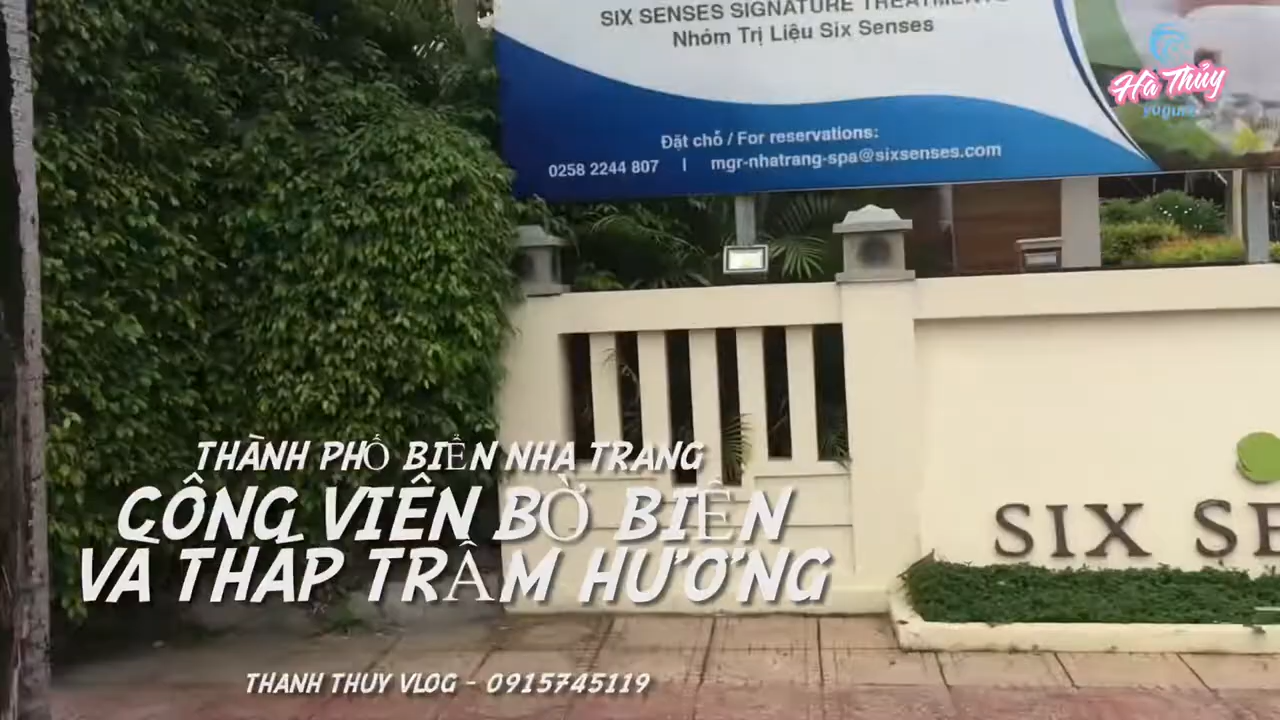 SIX SENSES SIGNATURE TREATMENTS
Nhóm Trị Liệu Six Senses
Đặt chỗ / For reservations:
0258 2244 807 | mgr-nhatrang-spa@sixsenses.com
Hà Thủy
yogurt
SIX SE
THÀNH PHỐ BIỂN NHA TRANG
CÔNG VIÊN BỜ BIỂN
VÀ THÁP TRẦM HƯƠNG
THANH THUY VLOG - 0915745119